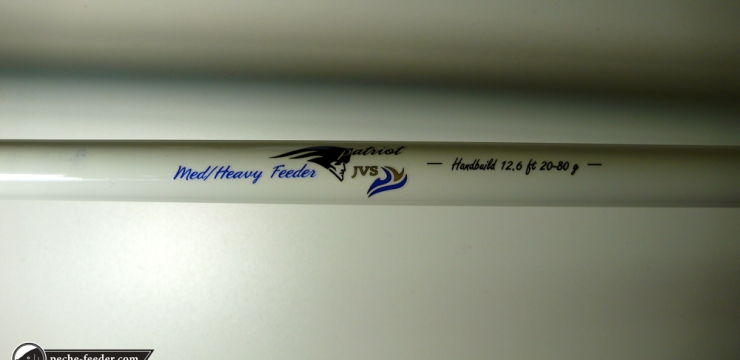 Patriot
Med/Heavy Feeder JVS — Handbuild 12,6 ft 20-80 g —
peche-feeder.com